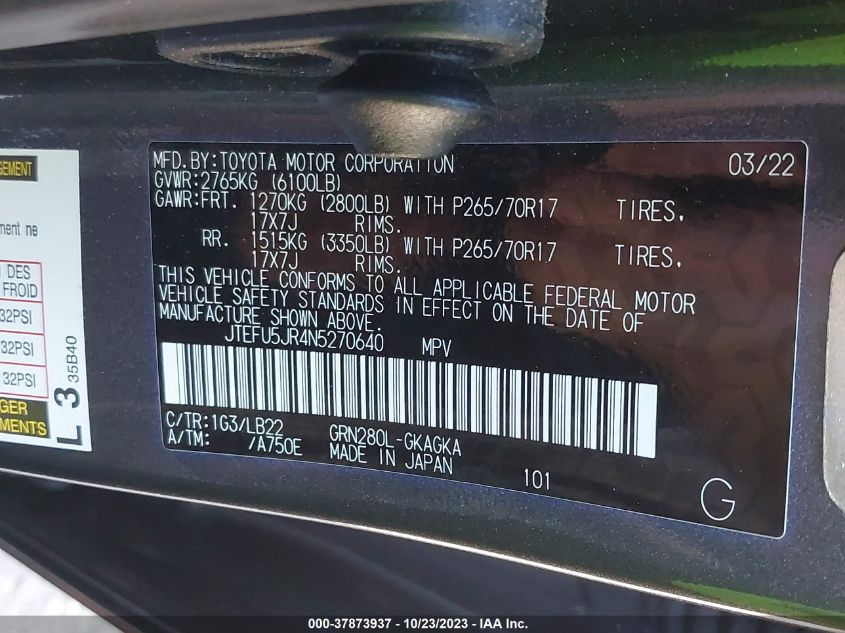 GEMENT
ment ne
DES
FROID
32PSI
32PSI
32PSI
GER
MENTS
L 3 35B40
MFD. BY:TOYOTA MOTOR CORPORATION 03/22
GVWR:2765KG (6100LB)
GAWR:FRT. 1270KG (2800LB) WITH P265/70R17 TIRES,
17X7J RIMS.
RR. 1515KG (3350LB) WITH P265/70R17 TIRES,
17X7J RIMS.
THIS VEHICLE CONFORMS TO ALL APPLICABLE FEDERAL MOTOR
VEHICLE SAFETY STANDARDS IN EFFECT ON THE DATE OF
MANUFACTURE SHOWN ABOVE.
JTEFU5JR4N5270640 MPV
C/TR:1G3/LB22 GRN280L-GKAGKA
A/TM: /A750E MADE IN JAPAN
101
G
000-37873937 - 10/23/2023 - IAA Inc.